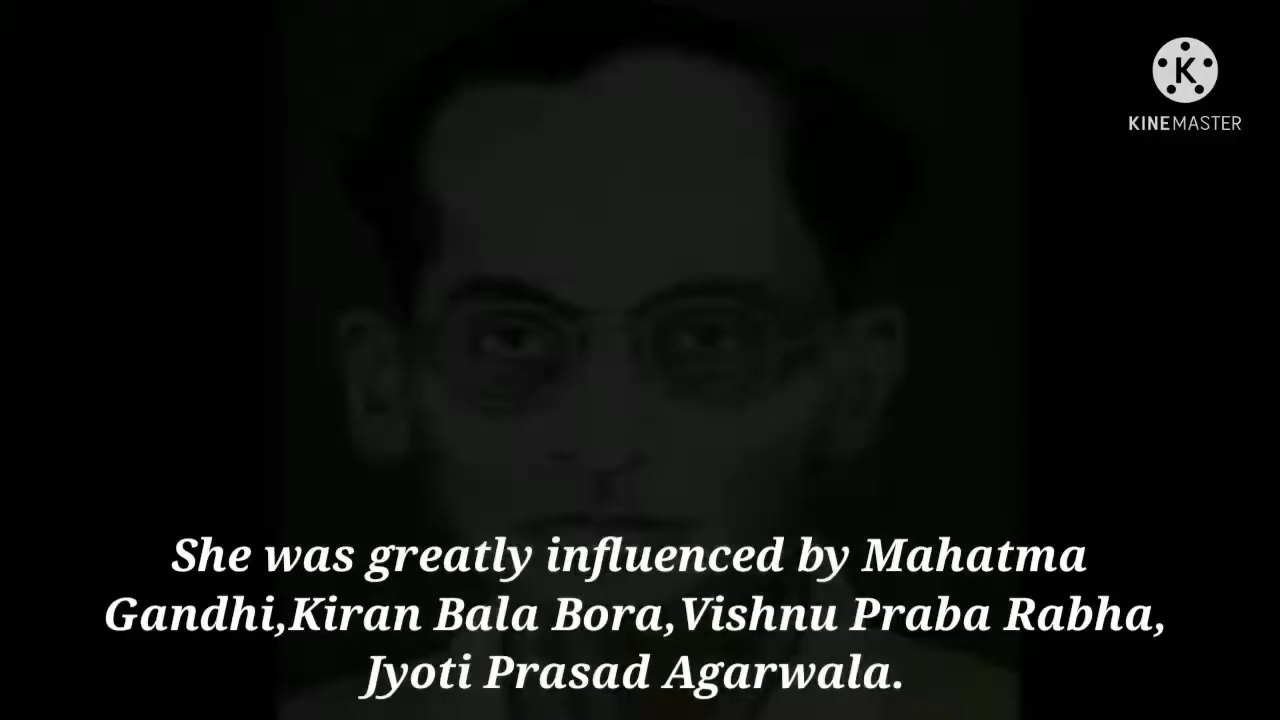 KINEMASTER
She was greatly influenced by Mahatma
Gandhi,Kiran Bala Bora,Vishnu Praba Rabha,
Jyoti Prasad Agarwala.